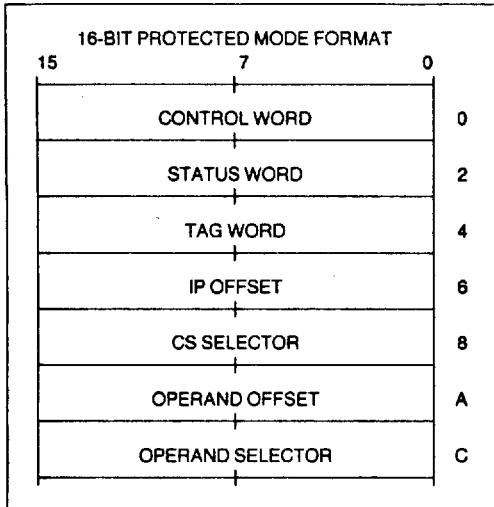 16-BIT PROTECTED MODE FORMAT
15 7 0
CONTROL WORD 0
STATUS WORD 2
TAG WORD 4
IP OFFSET 6
CS SELECTOR 8
OPERAND OFFSET A
OPERAND SELECTOR C